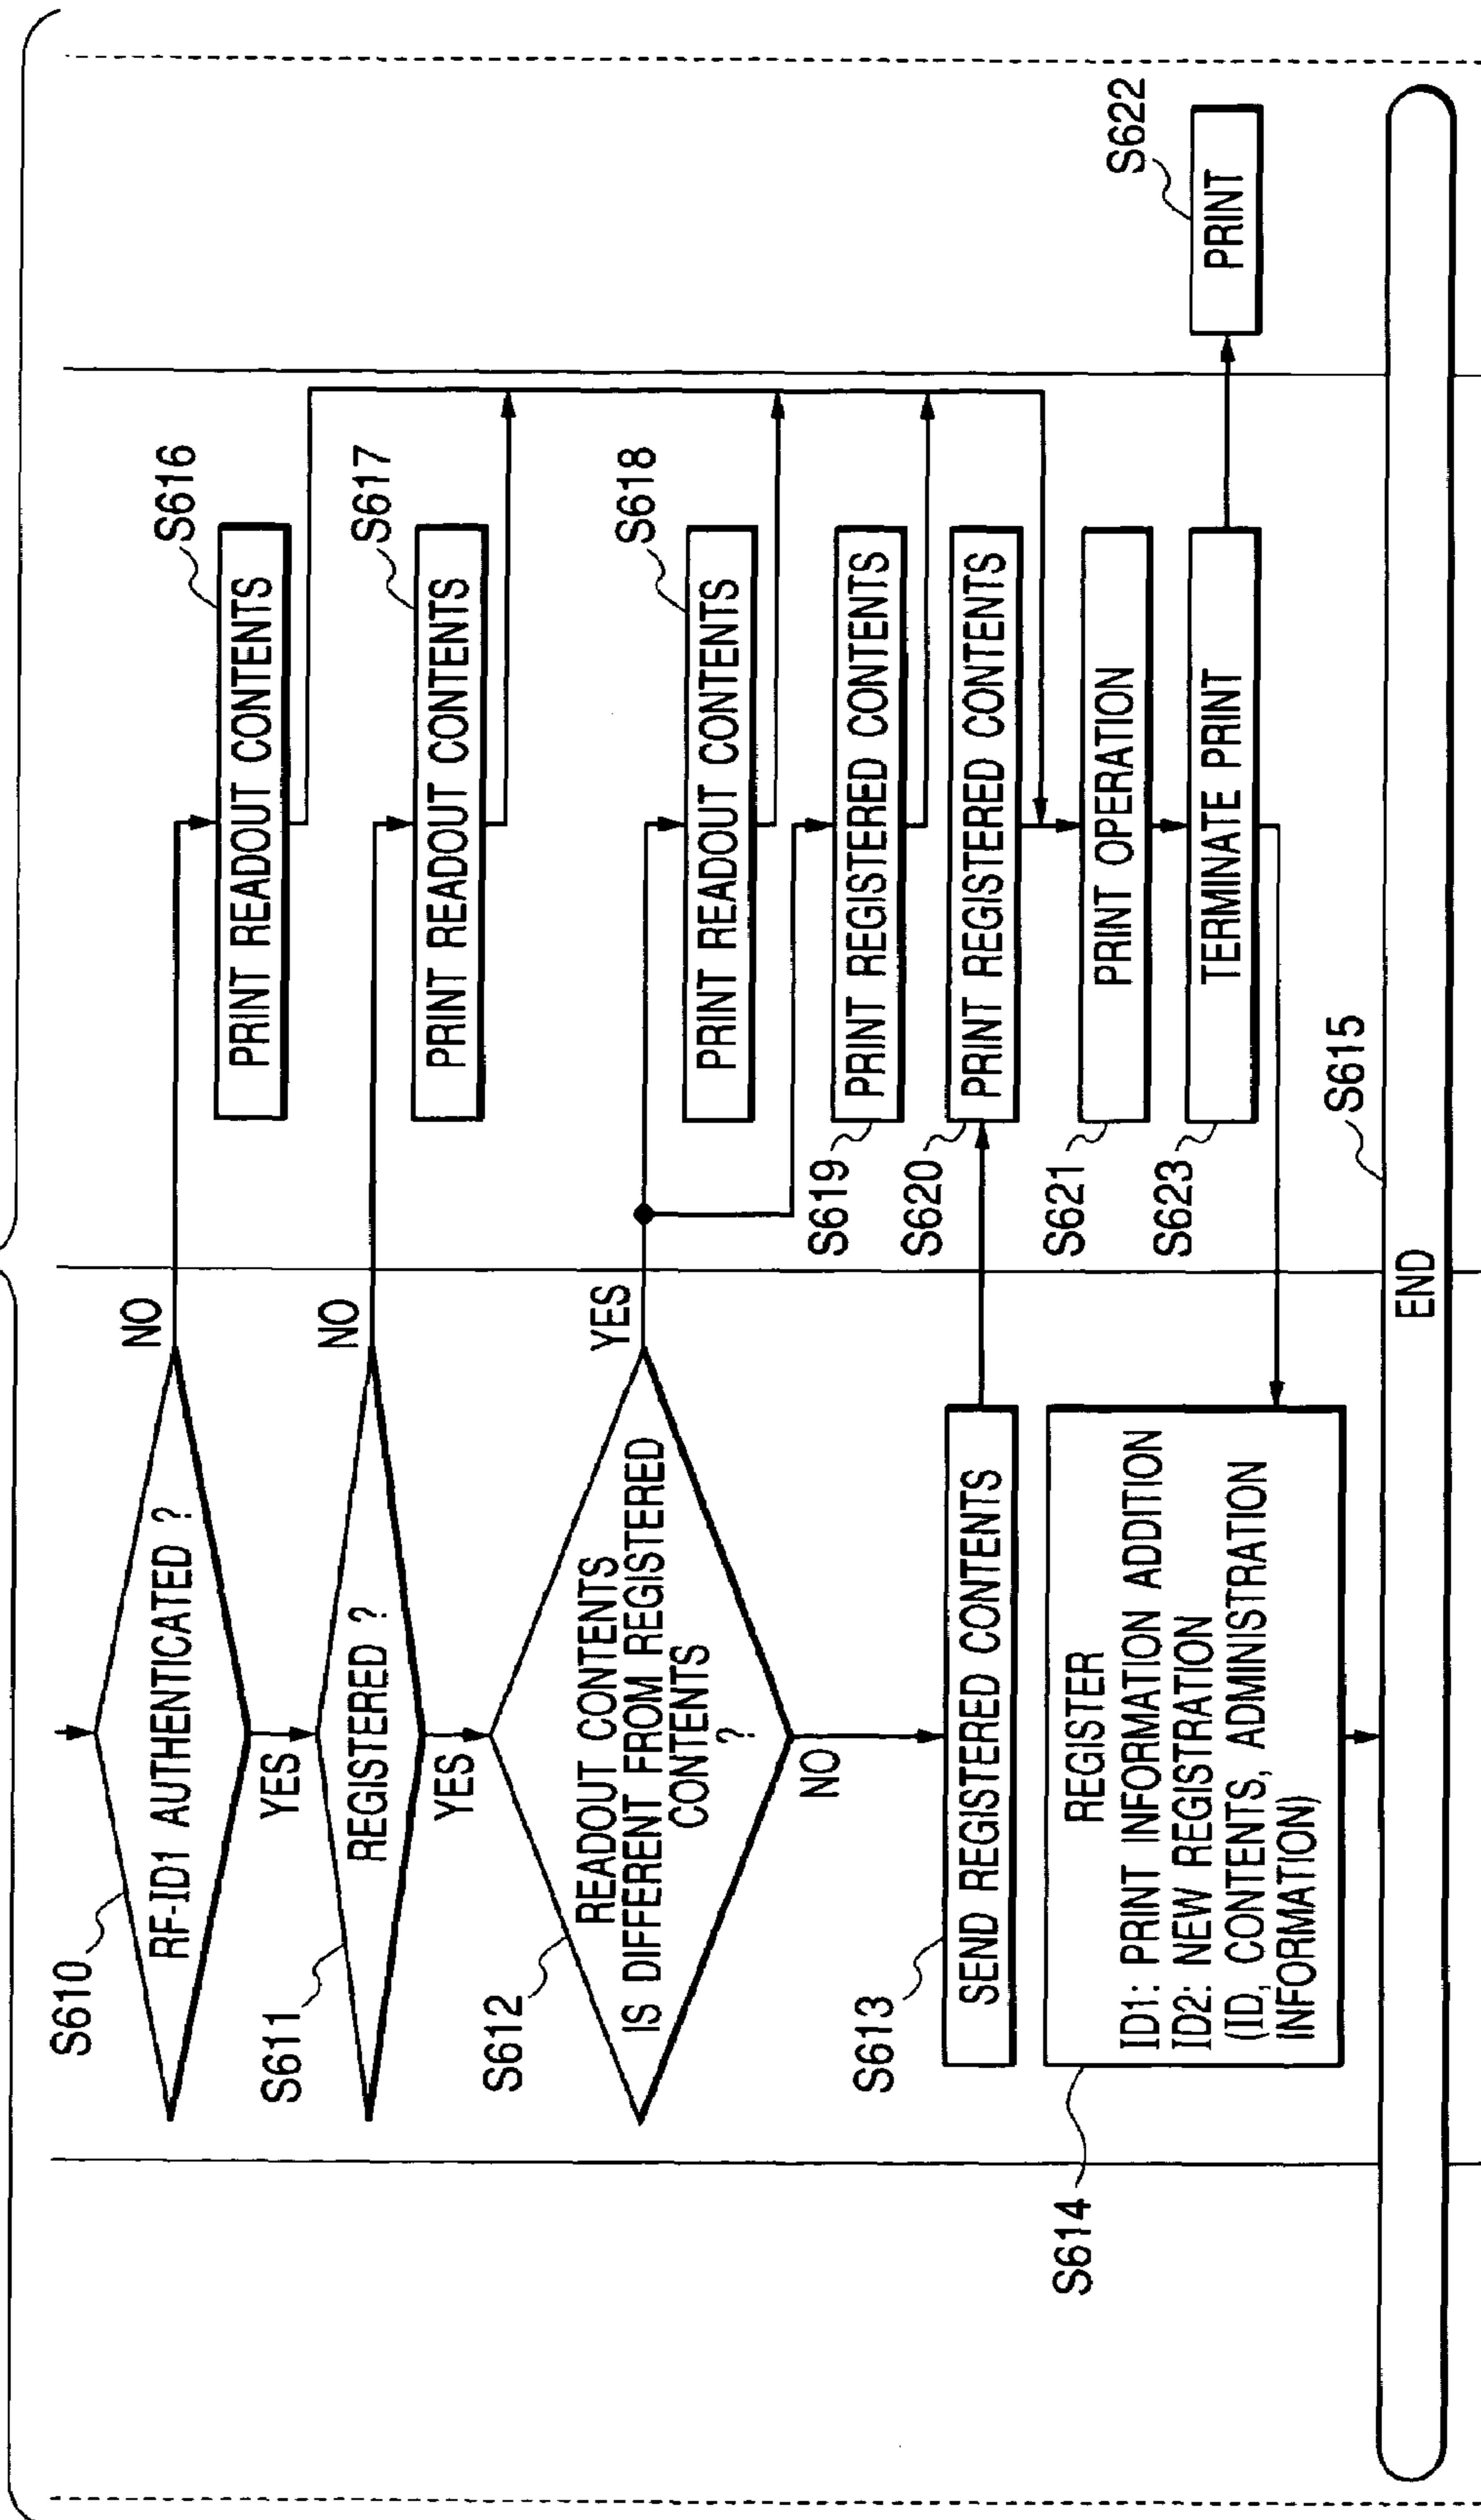 S610
RF-ID1 AUTHENTICATED ?
NO
YES
S616
PRINT READOUT CONTENTS
S611
REGISTERED ?
NO
YES
S617
PRINT READOUT CONTENTS
S612
READOUT CONTENTS
IS DIFFERENT FROM REGISTERED
CONTENTS
?
YES
NO
S618
PRINT READOUT CONTENTS
S619
PRINT REGISTERED CONTENTS
S613
SEND REGISTERED CONTENTS
S620
PRINT REGISTERED CONTENTS
S621
PRINT OPERATION
S614
REGISTER
ID1: PRINT INFORMATION ADDITION
ID2: NEW REGISTRATION
(ID, CONTENTS, ADMINISTRATION
INFORMATION)
S623
TERMINATE PRINT
S622
PRINT
S615
END